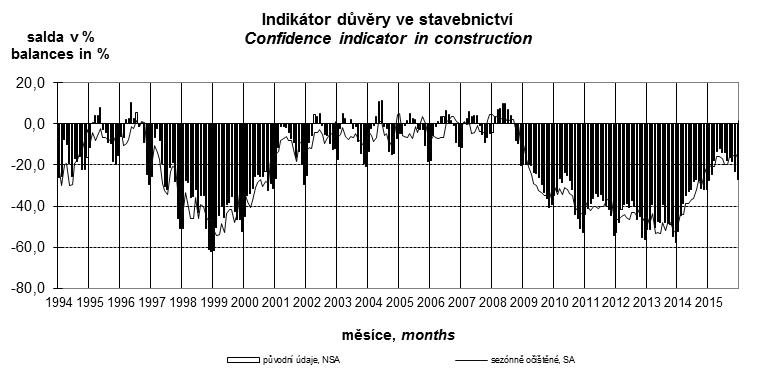 Indikátor důvěry ve stavebnictví
Confidence indicator in construction
salda v %
balances in %
20,0
0,0
-20,0
-40,0
-60,0
-80,0
1994 1995 1996 1997 1998 1999 2000 2001 2002 2003 2004 2005 2006 2007 2008 2009 2010 2011 2012 2013 2014 2015
měsíce, months
původní údaje, NSA
sezónně očištěné, SA